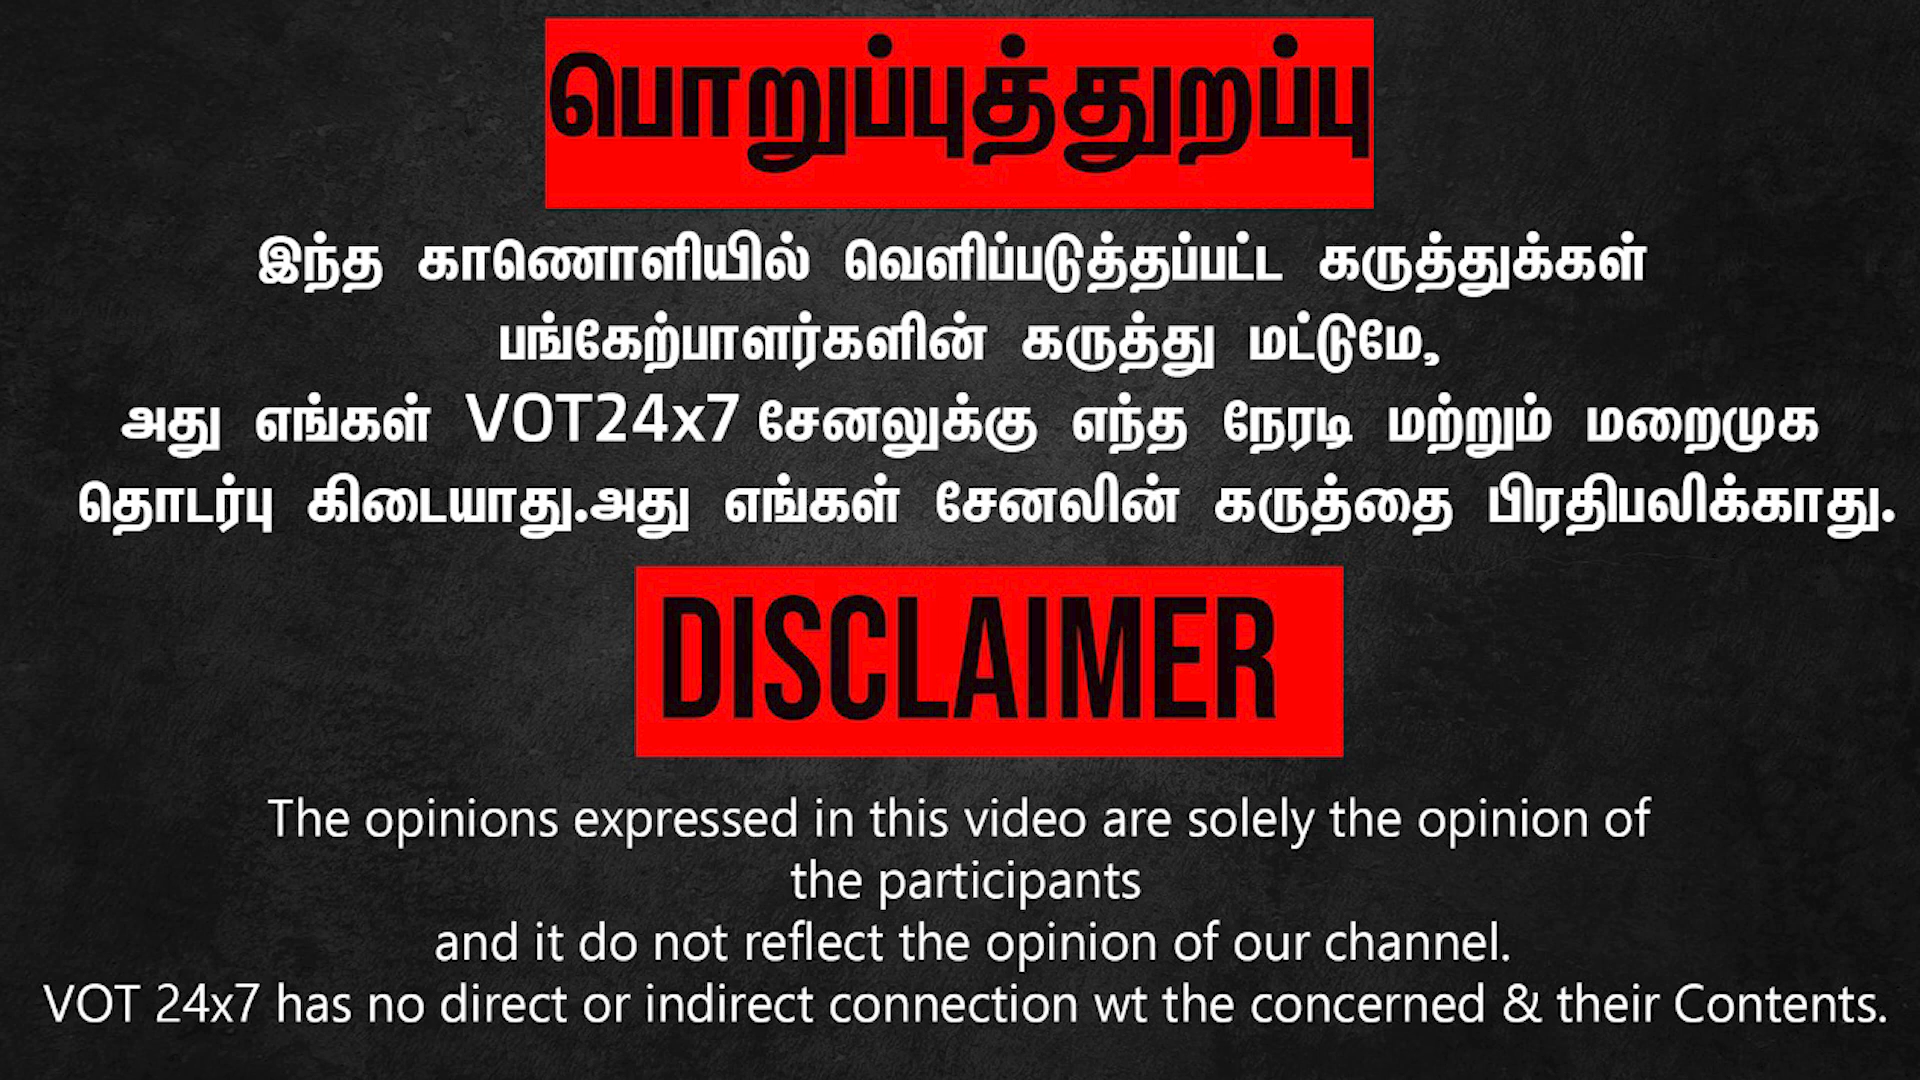 பொறுப்புத்துறப்பு
இந்த காணொளியில் வெளிப்படுத்தப்பட்ட கருத்துக்கள்
பங்கேற்பாளர்களின் கருத்து மட்டுமே,
அது எங்கள் VOT24x7 சேனலுக்கு எந்த நேரடி மற்றும் மறைமுக
தொடர்பு கிடையாது.அது எங்கள் சேனலின் கருத்தை பிரதிபலிக்காது.
DISCLAIMER
The opinions expressed in this video are solely the opinion of
the participants
and it do not reflect the opinion of our channel.
VOT 24x7 has no direct or indirect connection wt the concerned & their Contents.